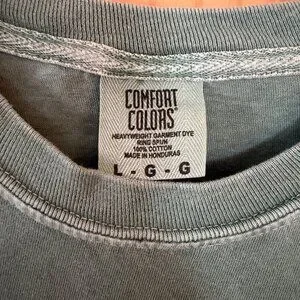 COMFORT
COLORS®
HEAVYWEIGHT GARMENT DYE
RING SPUN
100% COTTON
MADE IN HONDURAS
L - G - G